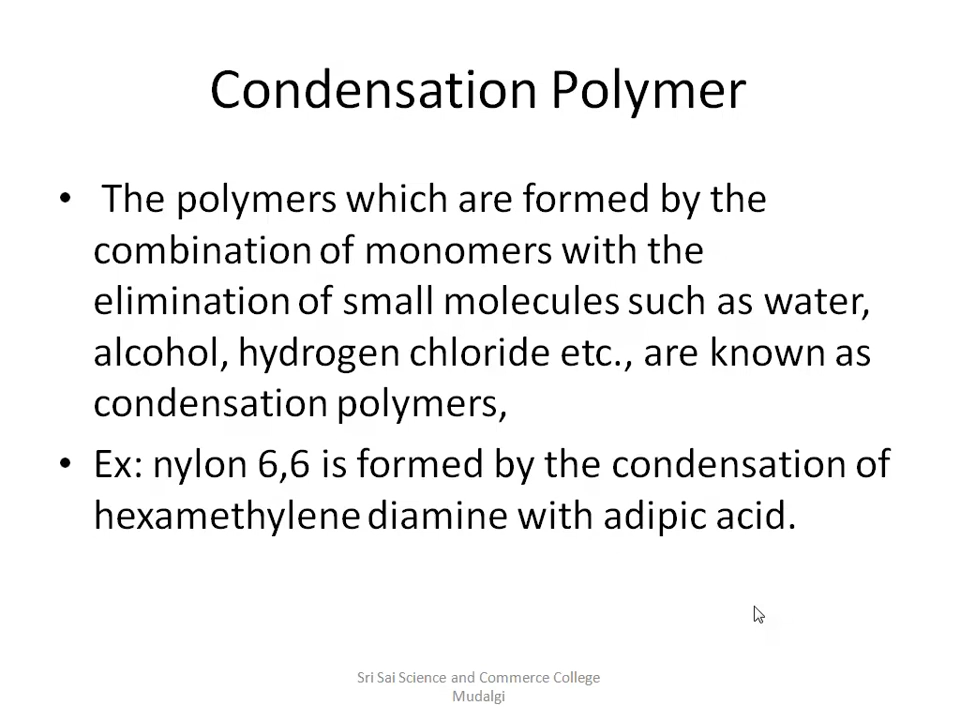 Condensation Polymer
• The polymers which are formed by the
combination of monomers with the
elimination of small molecules such as water,
alcohol, hydrogen chloride etc., are known as
condensation polymers,
• Ex: nylon 6,6 is formed by the condensation of
hexamethylene diamine with adipic acid.
Sri Sai Science and Commerce College
Mudalgi